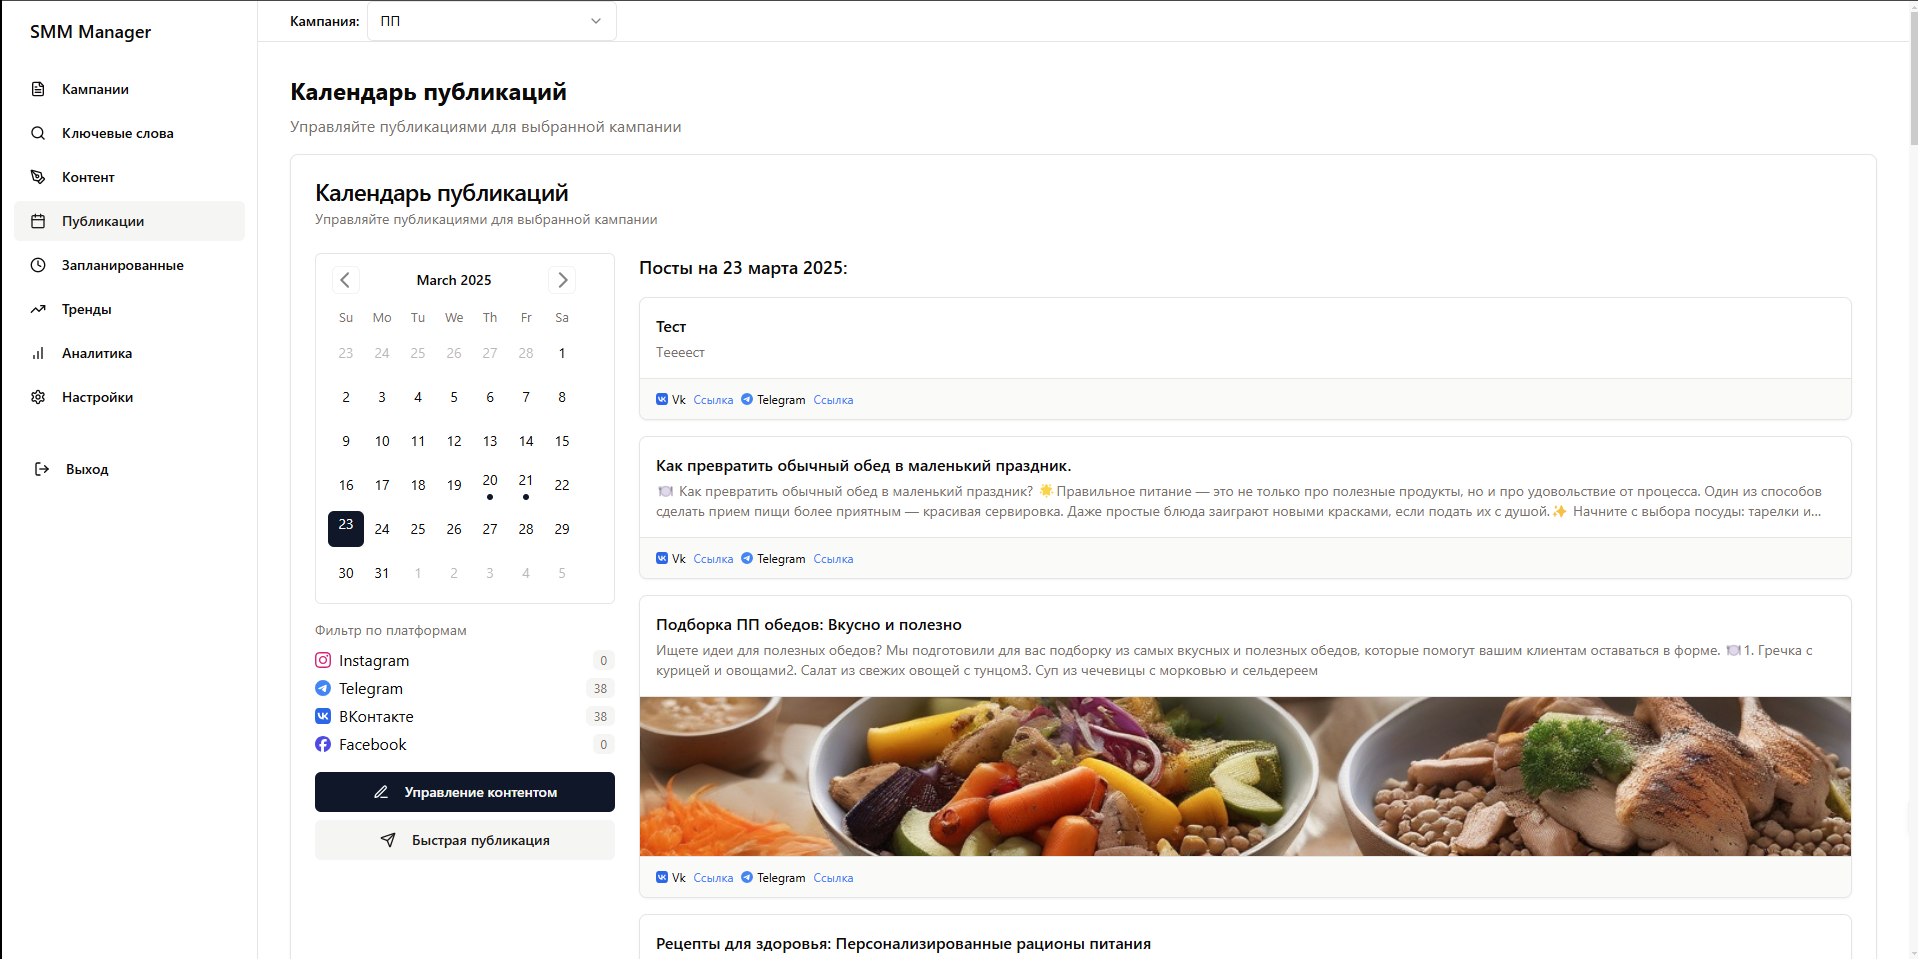 SMM Manager
Кампании
Ключевые слова
Контент
Публикации
Запланированные
Тренды
Аналитика
Настройки
Выход
Кампания: ПП
Календарь публикаций
Управляйте публикациями для выбранной кампании
Календарь публикаций
Управляйте публикациями для выбранной кампании
March 2025
Su Mo Tu We Th Fr Sa
23 24 25 26 27 28 1
2 3 4 5 6 7 8
9 10 11 12 13 14 15
16 17 18 19 20 21 22
23 24 25 26 27 28 29
30 31 1 2 3 4 5
Фильтр по платформам
Instagram 0
Telegram 38
ВКонтакте 38
Facebook 0
Управление контентом
Быстрая публикация
Посты на 23 марта 2025:
Тест
Теееест
Vk Ссылка Telegram Ссылка
Как превратить обычный обед в маленький праздник.
🍽️ Как превратить обычный обед в маленький праздник? 🌟 Правильное питание — это не только про полезные продукты, но и про удовольствие от процесса. Один из способов
сделать прием пищи более приятным — красивая сервировка. Даже простые блюда заиграют новыми красками, если подать их с душой.✨ Начните с выбора посуды: тарелки и...
Vk Ссылка Telegram Ссылка
Подборка ПП обедов: Вкусно и полезно
Ищете идеи для полезных обедов? Мы подготовили для вас подборку из самых вкусных и полезных обедов, которые помогут вашим клиентам оставаться в форме. 🍽️1. Гречка с
курицей и овощами2. Салат из свежих овощей с тунцом3. Суп из чечевицы с морковью и сельдереем
Vk Ссылка Telegram Ссылка
Рецепты для здоровья: Персонализированные рационы питания